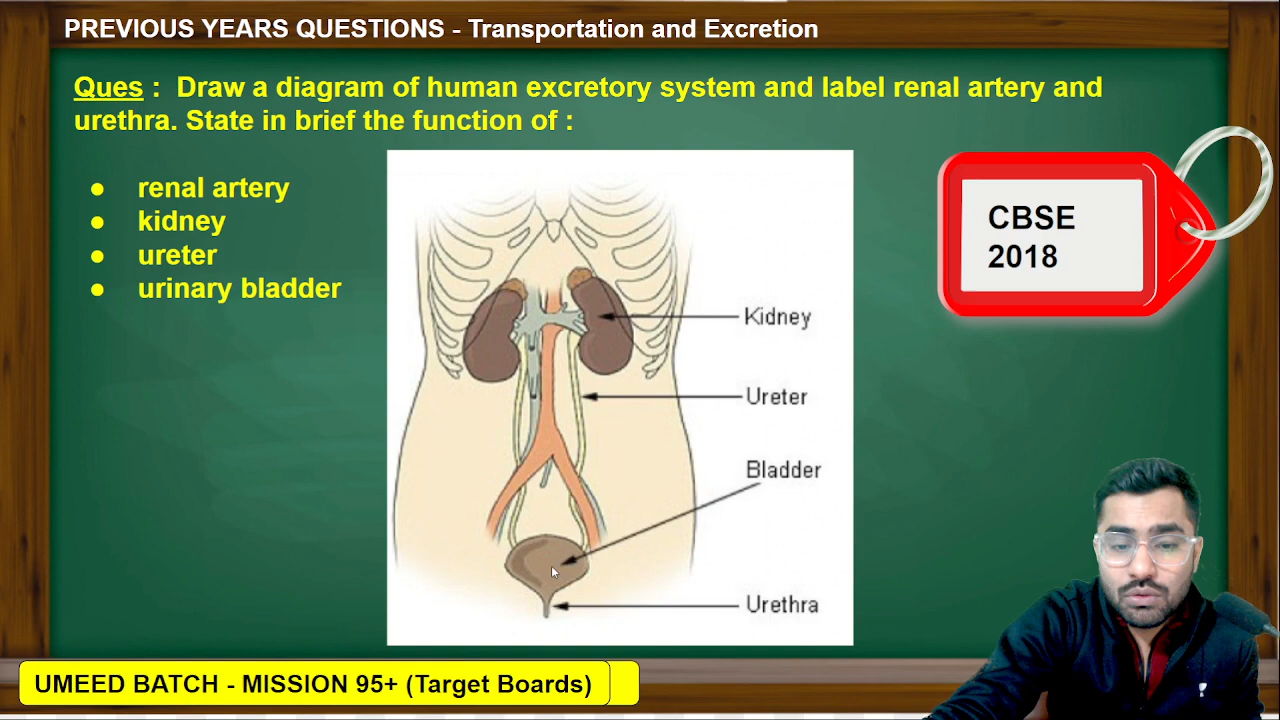 PREVIOUS YEARS QUESTIONS - Transportation and Excretion
Ques : Draw a diagram of human excretory system and label renal artery and
urethra. State in brief the function of :
● renal artery
● kidney
● ureter
● urinary bladder
CBSE
2018
Kidney
Ureter
Bladder
Urethra
UMEED BATCH - MISSION 95+ (Target Boards)